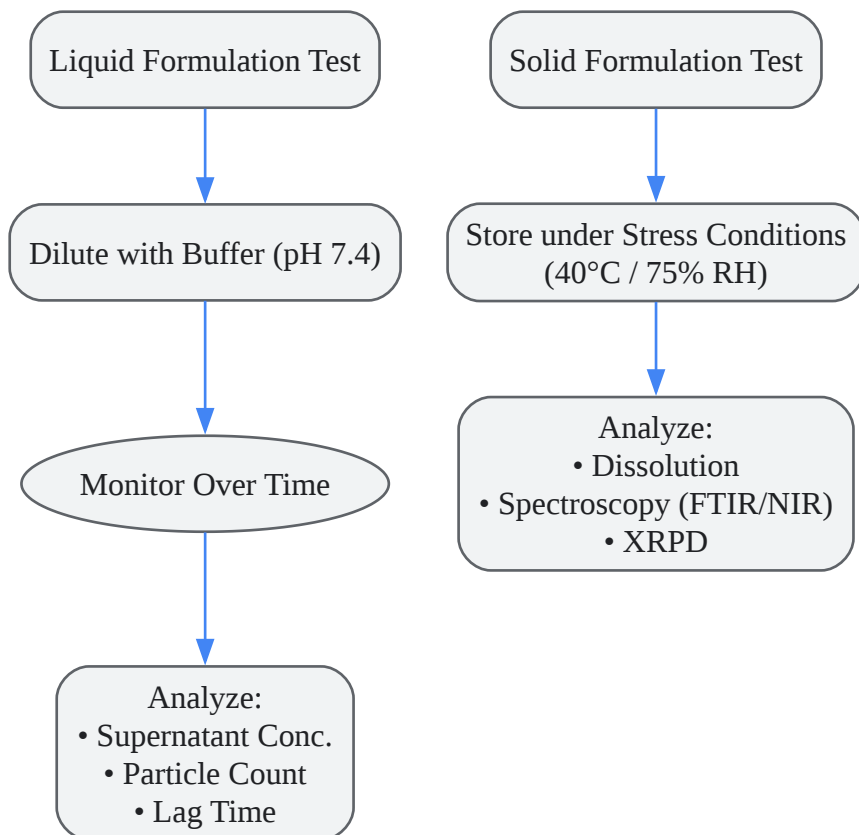 Liquid Formulation Test
Dilute with Buffer (pH 7.4)
Monitor Over Time
Analyze:
• Supernatant Conc.
• Particle Count
• Lag Time
Solid Formulation Test
Store under Stress Conditions
(40°C / 75% RH)
Analyze:
• Dissolution
• Spectroscopy (FTIR/NIR)
• XRPD